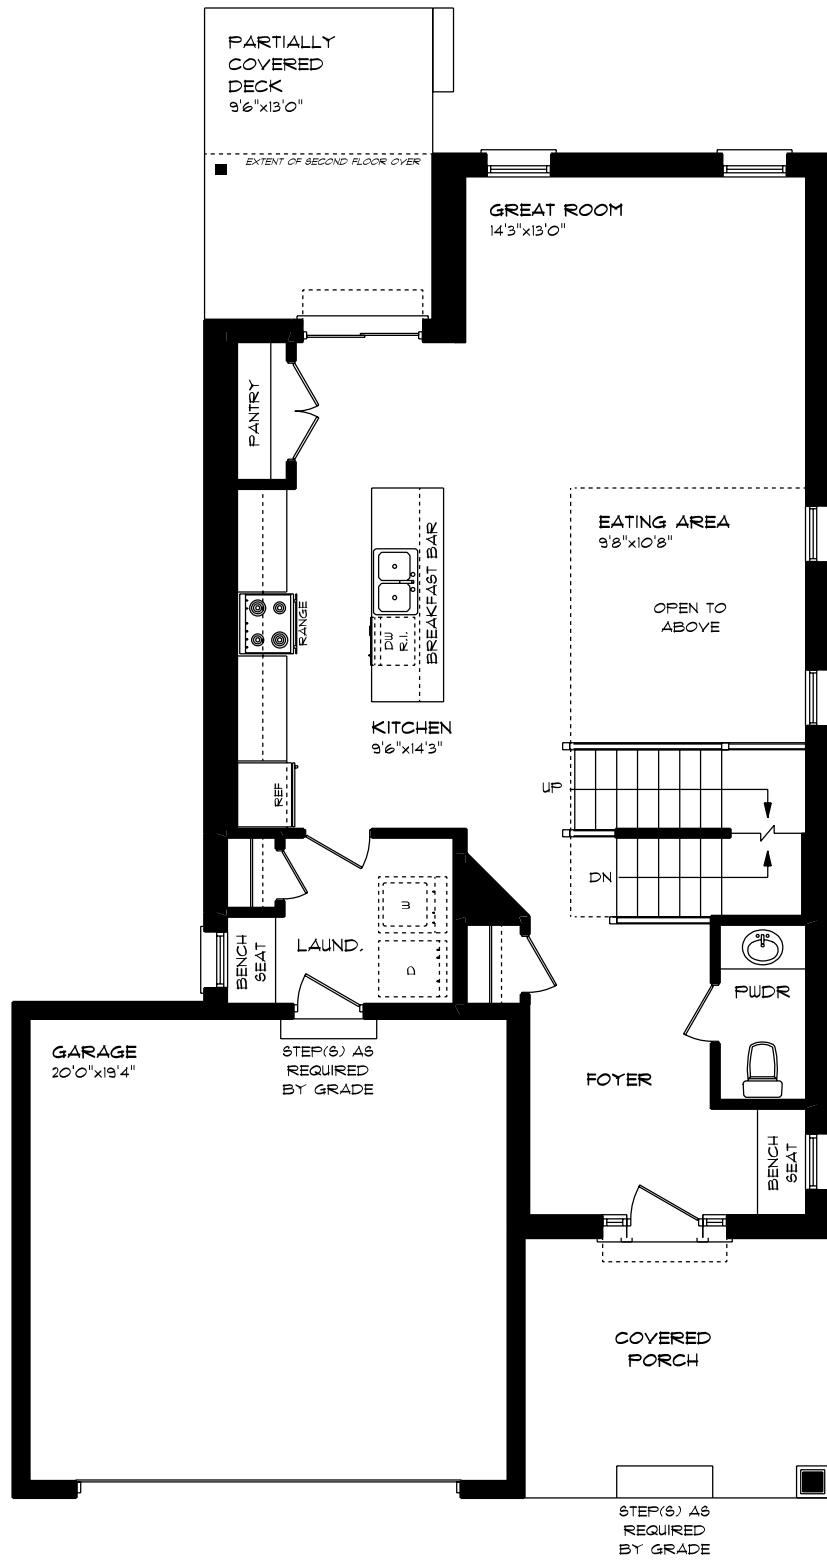 PARTIALLY
COVERED
DECK
9'6"x13'0"
EXTENT OF SECOND FLOOR OVER
GREAT ROOM
14'3"x13'0"
PANTRY
EATING AREA
9'8"x10'8"
OPEN TO
ABOVE
RANGE
DW
R.I.
BREAKFAST BAR
KITCHEN
9'6"x14'3"
REF
UP
DN
W
D
LAUND.
BENCH
SEAT
PWDR
GARAGE
20'0"x19'4"
STEP(S) AS
REQUIRED
BY GRADE
FOYER
BENCH
SEAT
COVERED
PORCH
STEP(S) AS
REQUIRED
BY GRADE